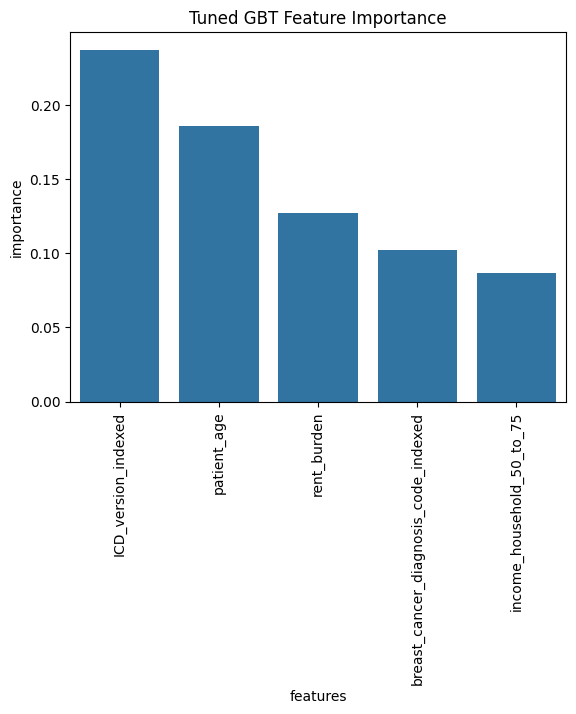 Tuned GBT Feature Importance
importance
0.20
0.15
0.10
0.05
0.00
ICD_version_indexed
patient_age
rent_burden
breast_cancer_diagnosis_code_indexed
income_household_50_to_75
features